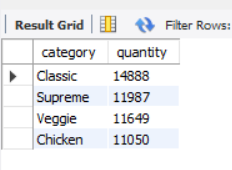 Result Grid Filter Rows:
category quantity
Classic 14888
Supreme 11987
Veggie 11649
Chicken 11050